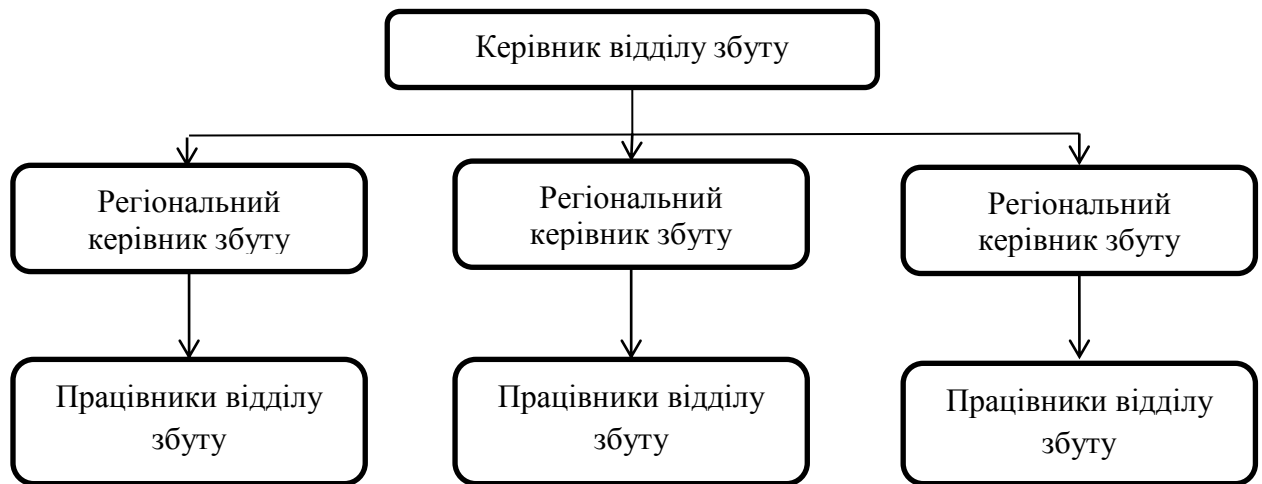 Керівник відділу збуту
Регіональний
керівник збуту
Регіональний
керівник збуту
Регіональний
керівник збуту
Працівники відділу
збуту
Працівники відділу
збуту
Працівники відділу
збуту